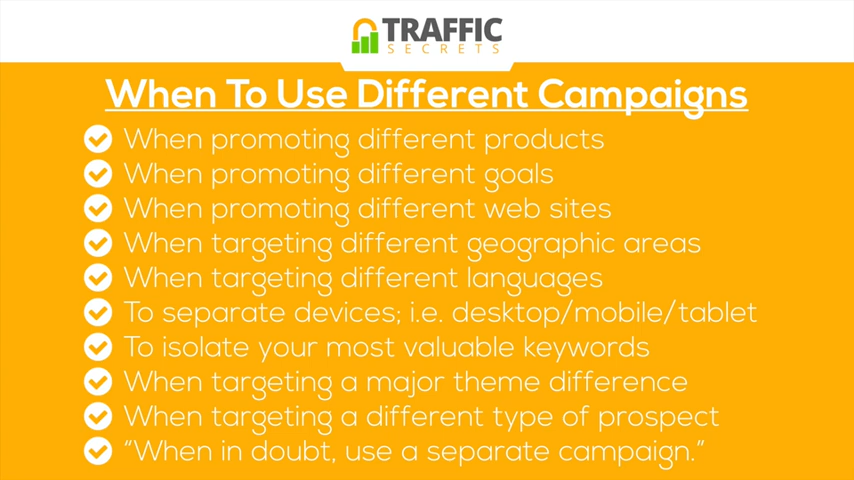 TRAFFIC
SECRETS
When To Use Different Campaigns
When promoting different products
When promoting different goals
When promoting different web sites
When targeting different geographic areas
When targeting different languages
To separate devices; i.e. desktop/mobile/tablet
To isolate your most valuable keywords
When targeting a major theme difference
When targeting a different type of prospect
“When in doubt, use a separate campaign.”